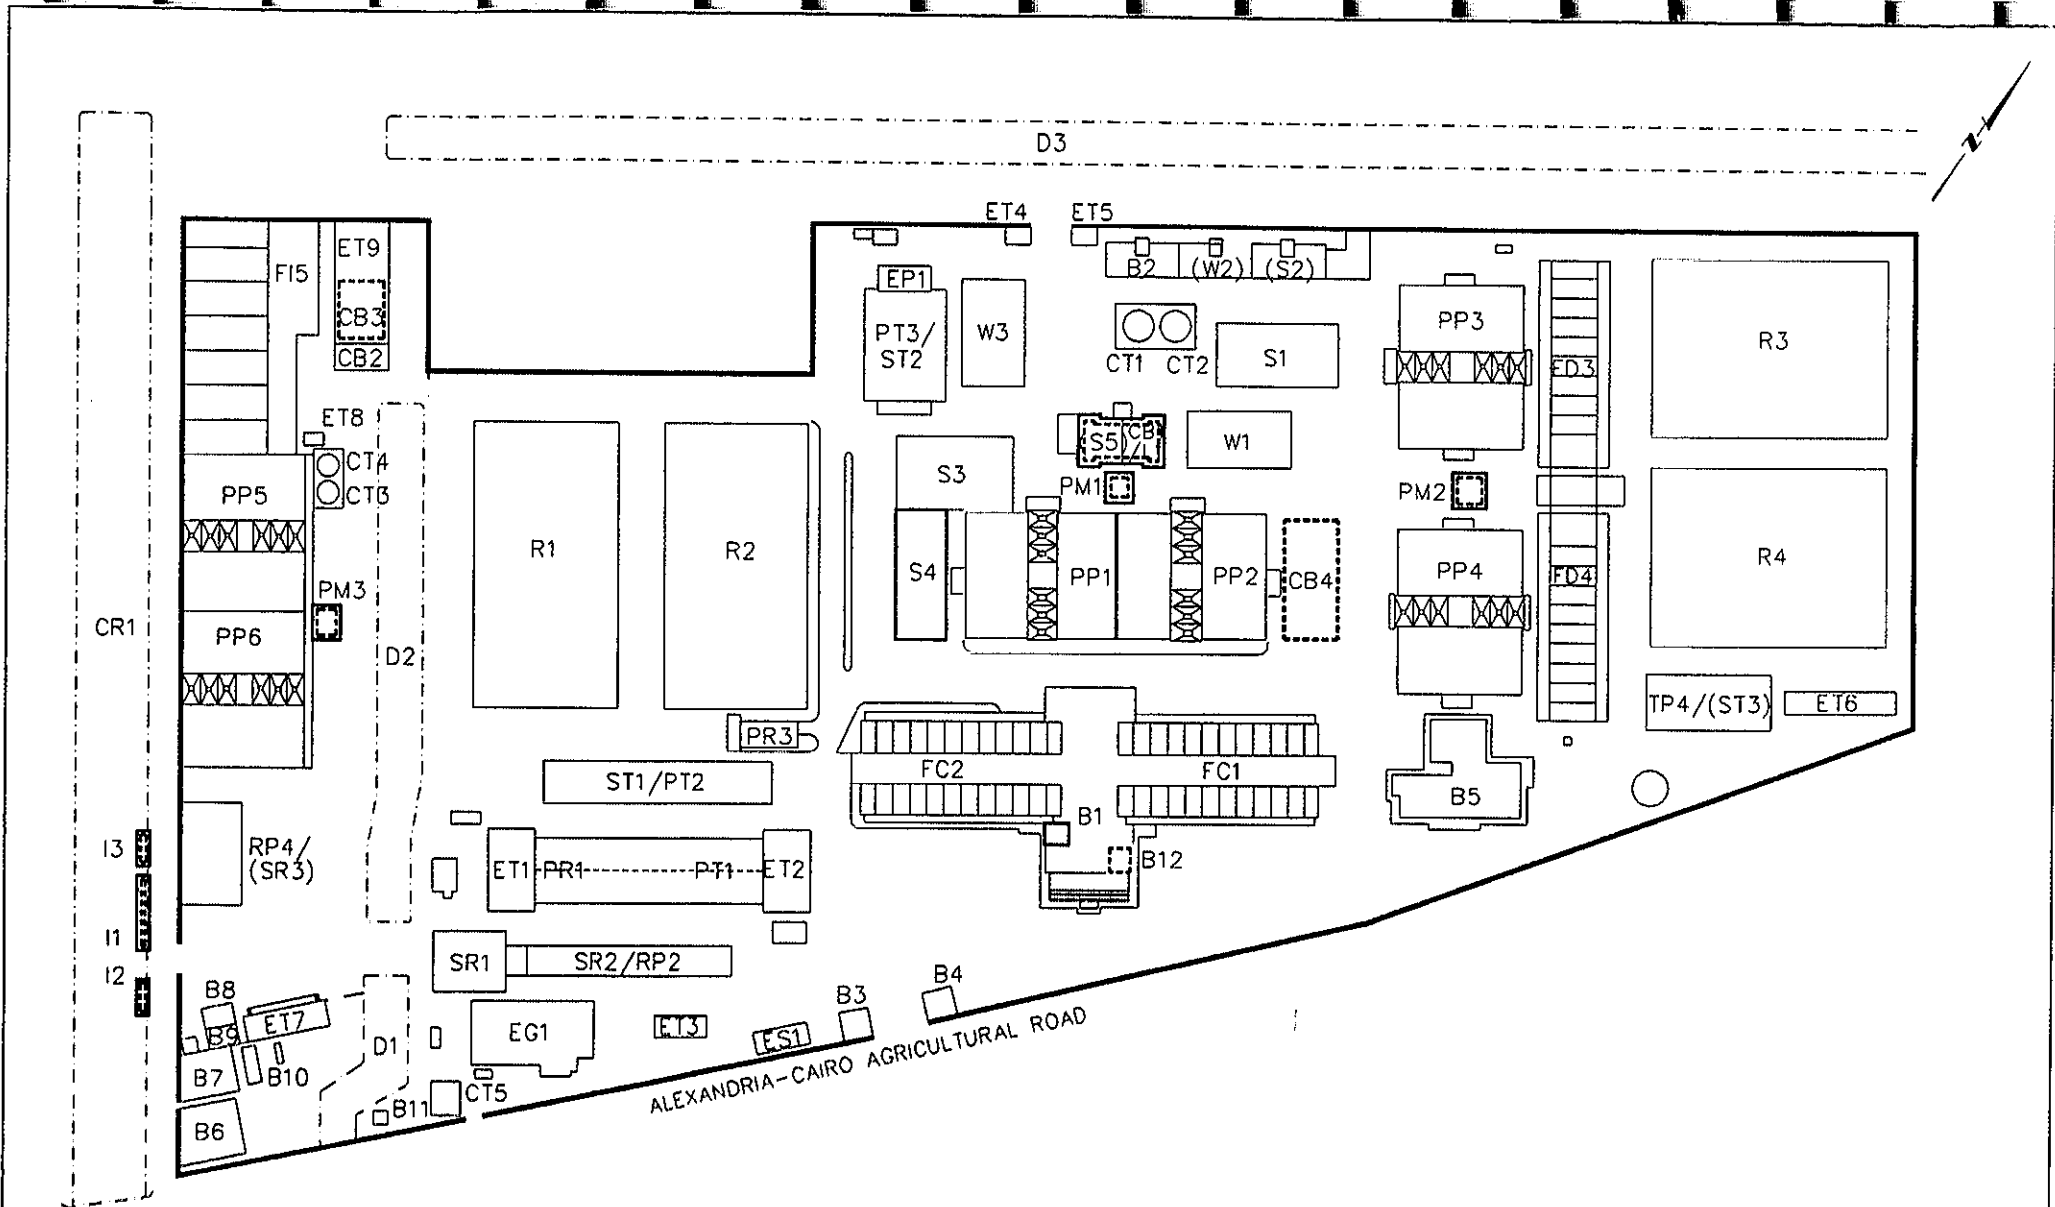 N
D3
ET4
ET5
ET9
FI5
CB3
CB2
EP1
PT3/
ST2
W3
B2
(W2)
(S2)
CT1
CT2
S1
PP3
FD3
R3
ET8
CT4
CT3
PP5
S5
CB1
W1
S3
PM1
PM2
R1
R2
S4
PP1
PP2
CB4
PP4
FD4
R4
PM3
CR1
PP6
D2
TP4/(ST3)
ET6
PR3
ST1/PT2
FC2
FC1
B5
B1
B12
I3
RP4/
(SR3)
ET1
PR1
PT1
ET2
I1
I2
SR1
SR2/RP2
B8
B9
ET7
B7
B10
D1
EG1
ET3
ES1
B3
B4
CT5
B11
B6
ALEXANDRIA-CAIRO AGRICULTURAL ROAD